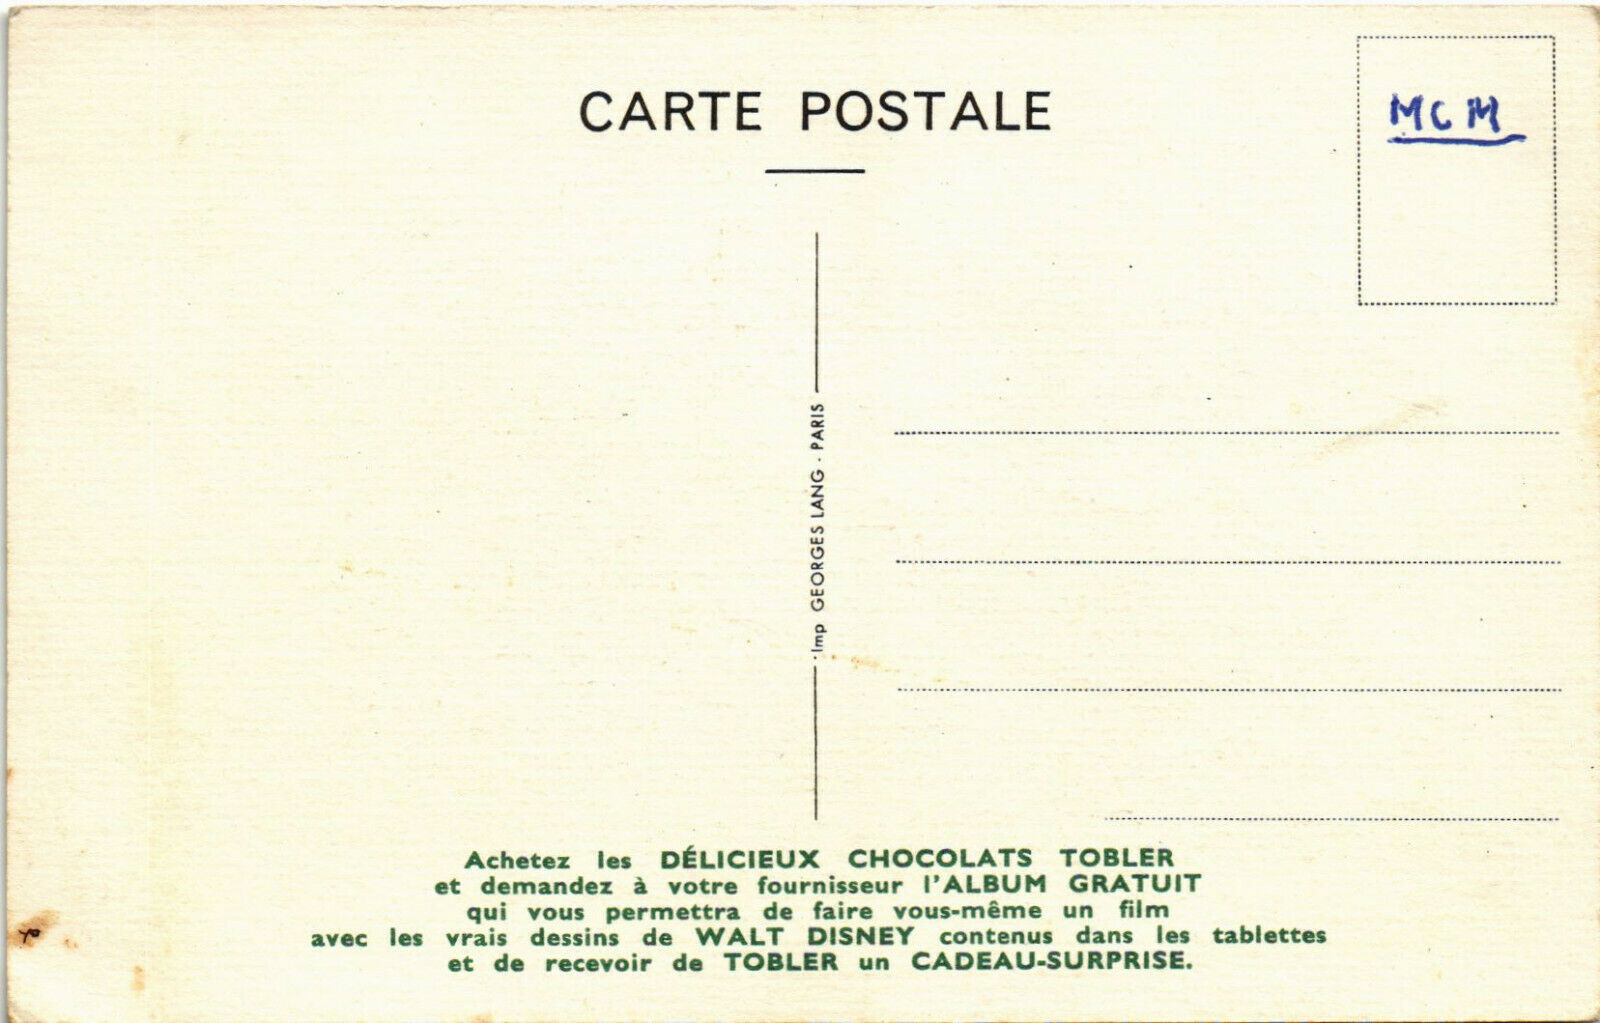 CARTE POSTALE
MCM
Imp GEORGES LANG · PARIS
Achetez les DÉLICIEUX CHOCOLATS TOBLER
et demandez à votre fournisseur l'ALBUM GRATUIT
qui vous permettra de faire vous-même un film
avec les vrais dessins de WALT DISNEY contenus dans les tablettes
et de recevoir de TOBLER un CADEAU-SURPRISE.